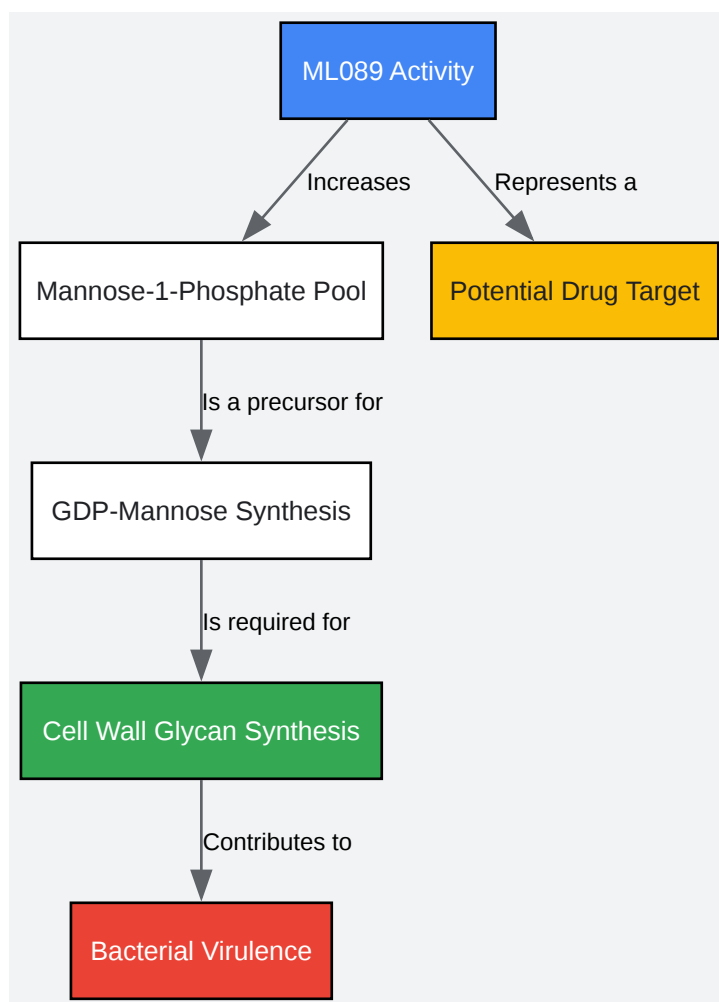 ML089 Activity
Increases
Represents a
Mannose-1-Phosphate Pool
Potential Drug Target
Is a precursor for
GDP-Mannose Synthesis
Is required for
Cell Wall Glycan Synthesis
Contributes to
Bacterial Virulence